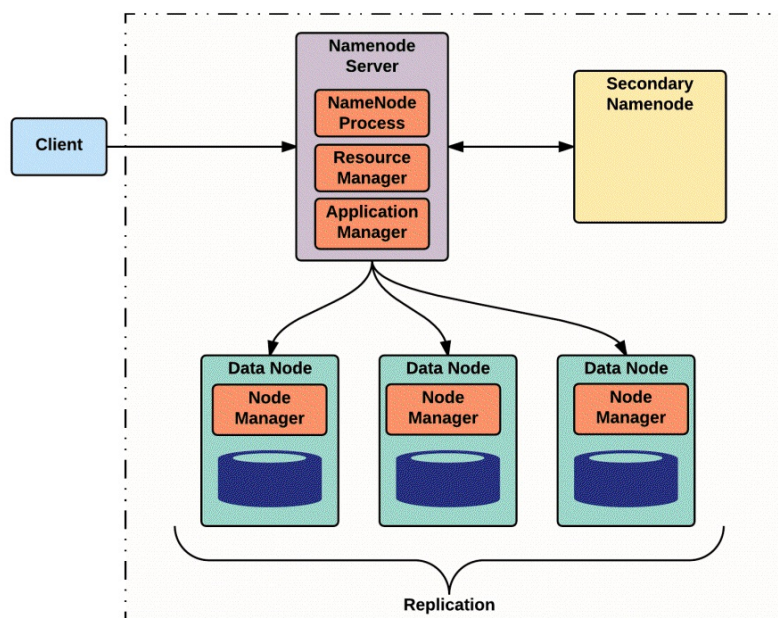 Namenode
Server
NameNode
Process
Resource
Manager
Application
Manager
Secondary
Namenode
Client
Data Node
Node
Manager
Data Node
Node
Manager
Data Node
Node
Manager
Replication